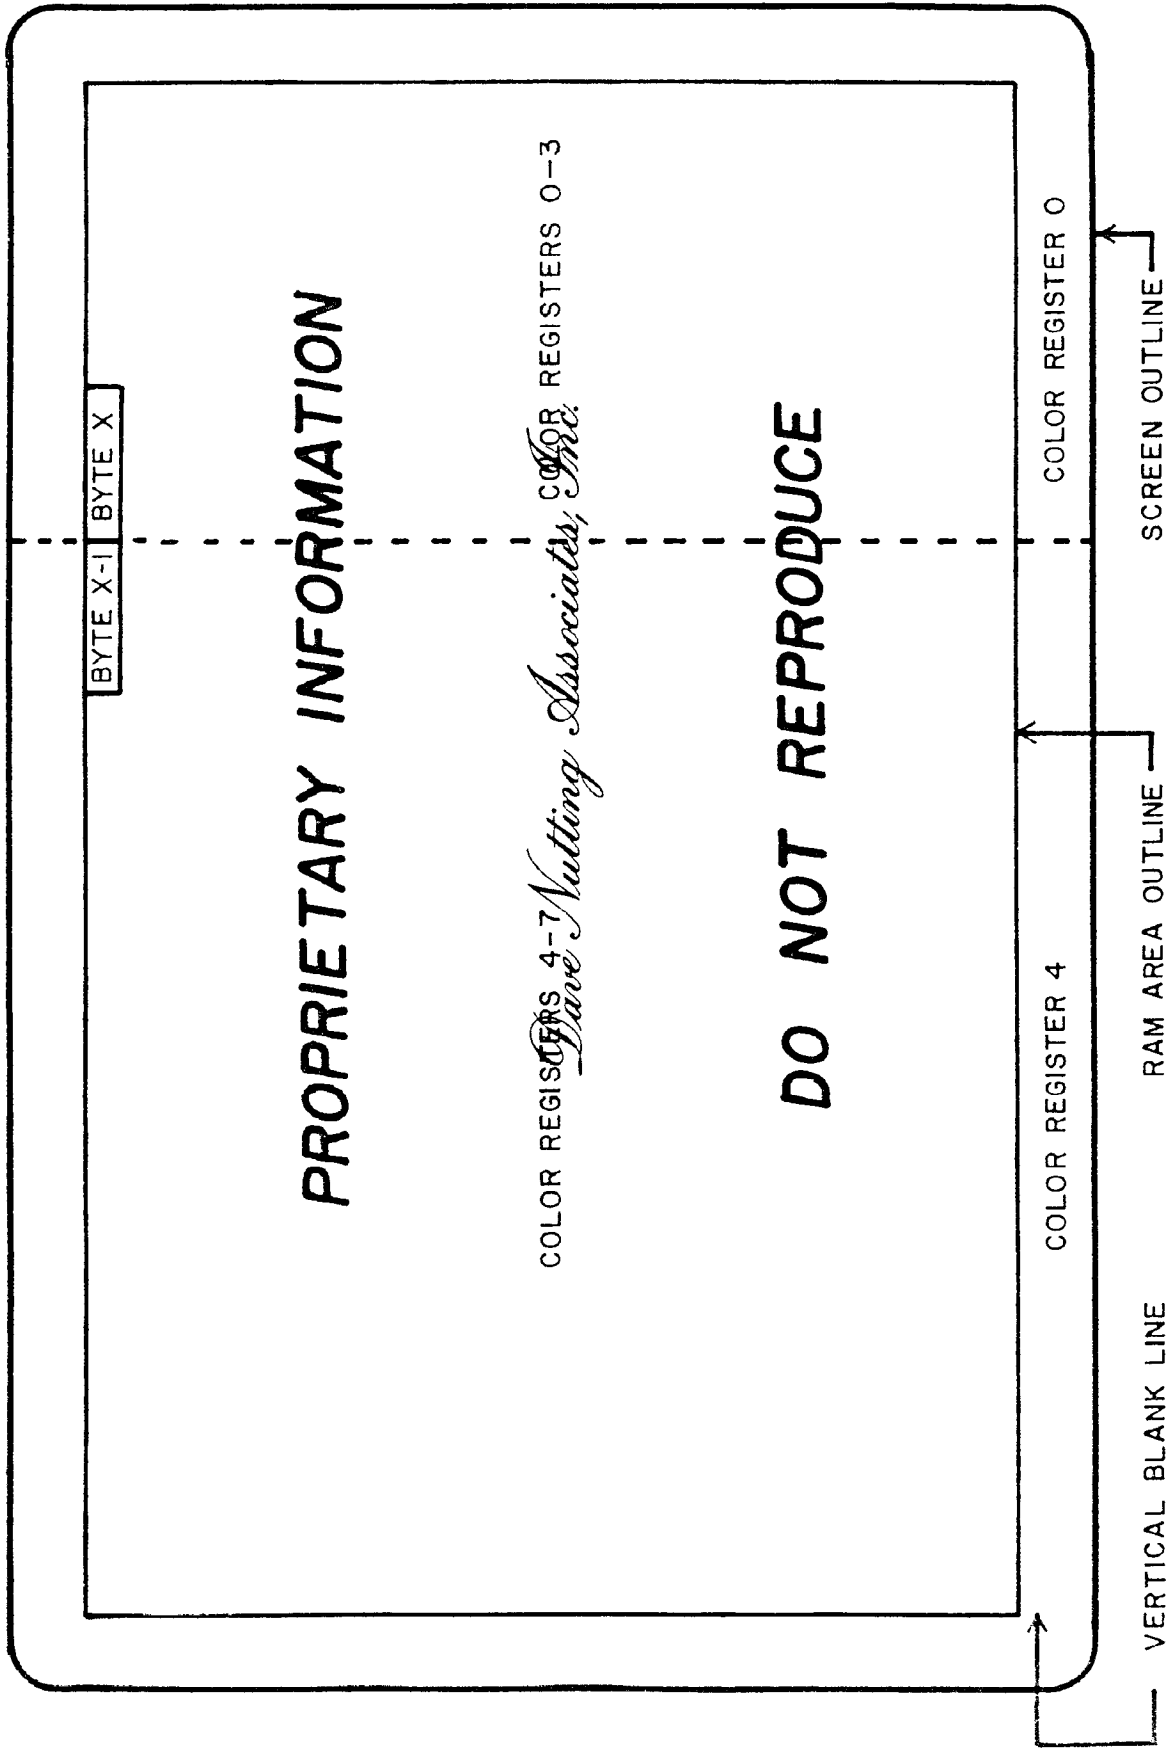 BYTE X-1 BYTE X
PROPRIETARY INFORMATION
COLOR REGISTERS 4-7 COLOR REGISTERS 0-3
Dave Nutting Associates, Inc.
DO NOT REPRODUCE
COLOR REGISTER 4 COLOR REGISTER 0
VERTICAL BLANK LINE RAM AREA OUTLINE SCREEN OUTLINE